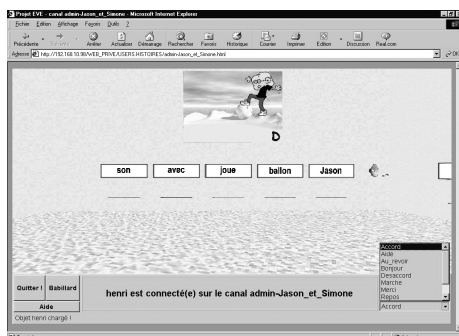 Projet EVE - canal admin-Jason_et_Simone - Microsoft Internet Explorer
Fichier Edition Affichage Favoris Outils ?
Précédente Suivante Arrêter Actualiser Démarrage Rechercher Favoris Historique Courrier Imprimer Edition Discussion Real.com
Adresse http://192.168.10.98/WEB_PRIVE/USERS.HISTOIRES/admin-Jason_et_Simone.html OK
D
son avec joue ballon Jason
Accord
Aide
Au_revoir
Bonjour
Desaccord
Marche
Merci
Repos
Accord
Quitter ! Babillard
Aide
henri est connecté(e) sur le canal admin-Jason_et_Simone
Objet henri chargé !